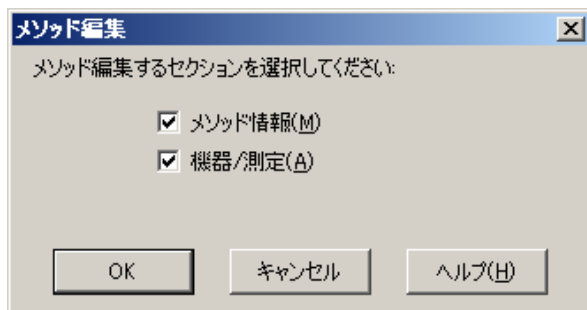 メソッド編集
メソッド編集するセクションを選択してください:
メソッド情報(M)
機器/測定(A)
OK キャンセル ヘルプ(H)